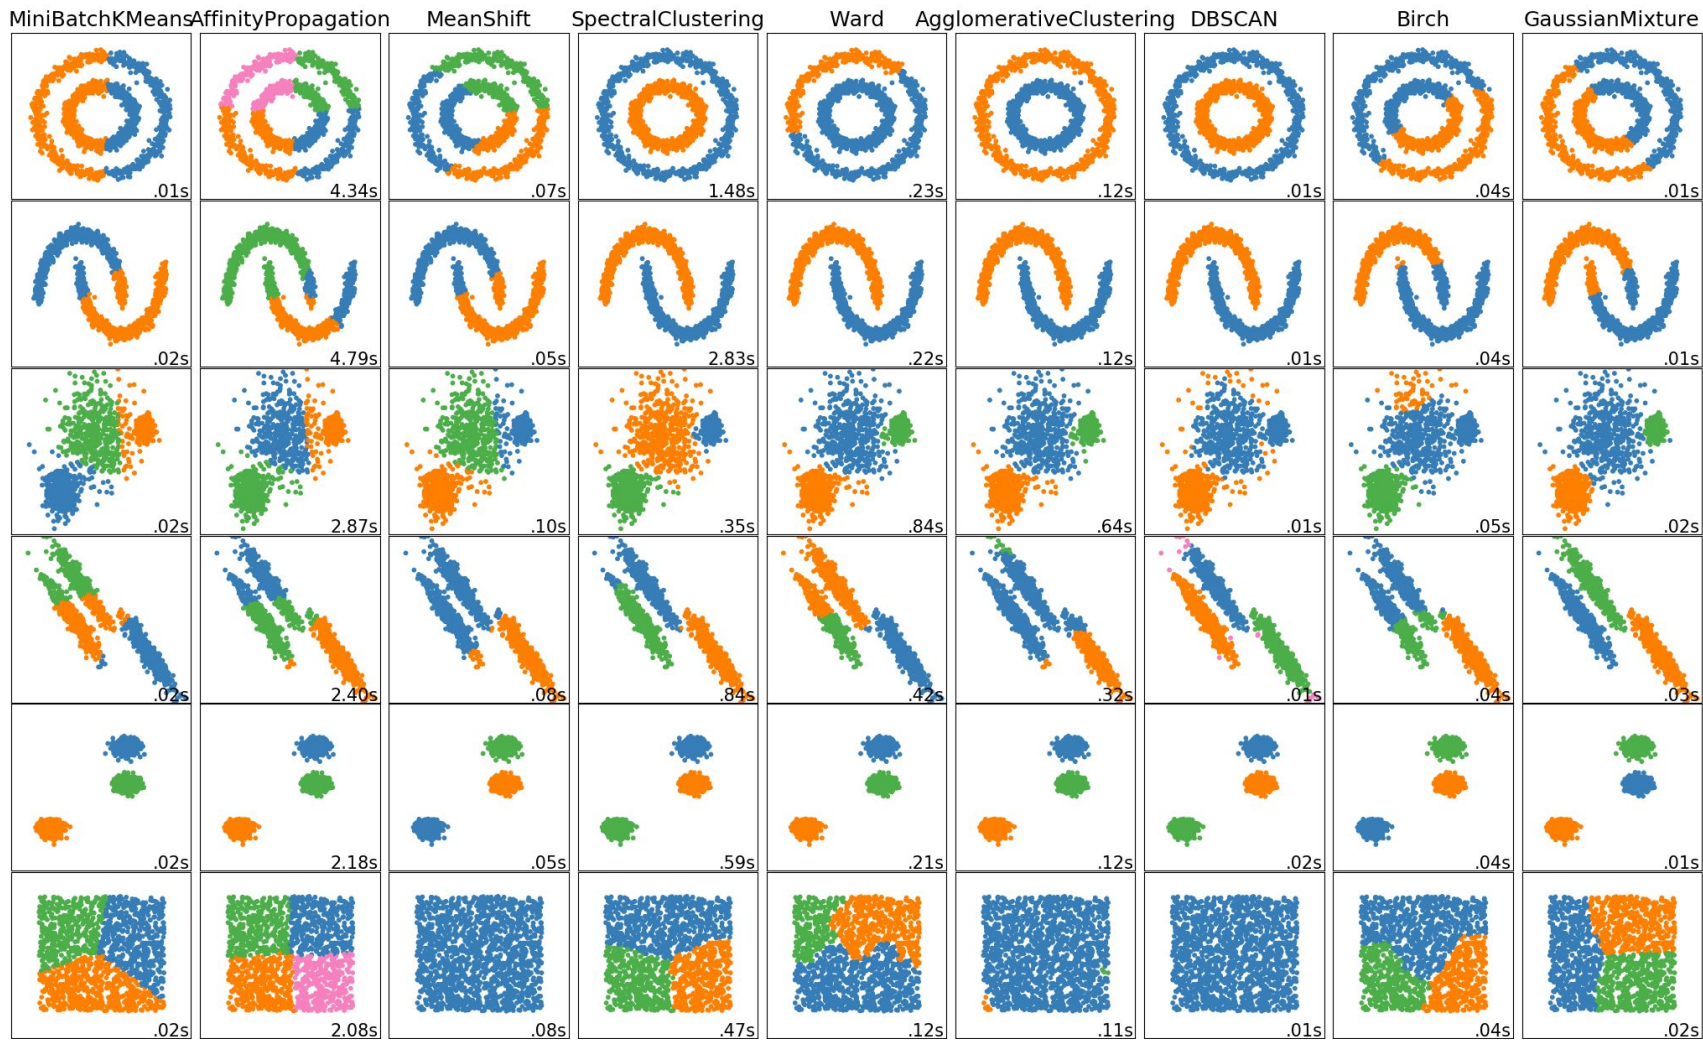 MiniBatchKMeans AffinityPropagation MeanShift SpectralClustering Ward AgglomerativeClustering DBSCAN Birch GaussianMixture
.01s 4.34s .07s 1.48s .23s .12s .01s .04s .01s
.02s 4.79s .05s 2.83s .22s .12s .01s .04s .01s
.02s 2.87s .10s .35s .84s .64s .01s .05s .02s
.02s 2.40s .08s .84s .42s .32s .01s .04s .03s
.02s 2.18s .05s .59s .21s .12s .02s .04s .01s
.02s 2.08s .08s .47s .12s .11s .01s .04s .02s